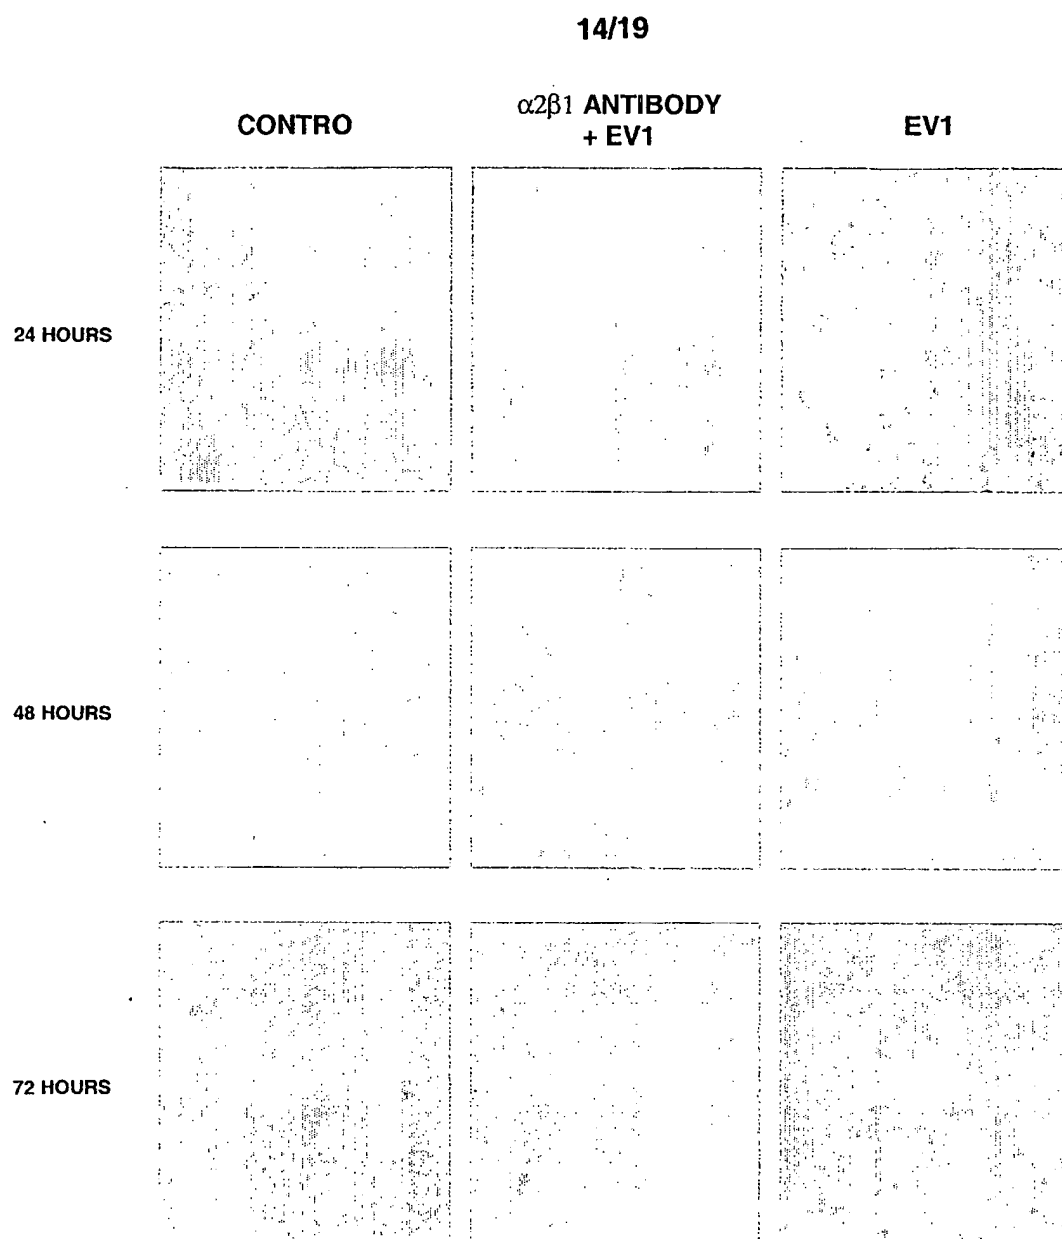 14/19
CONTRO
α2β1 ANTIBODY
+ EV1
EV1
24 HOURS
48 HOURS
72 HOURS